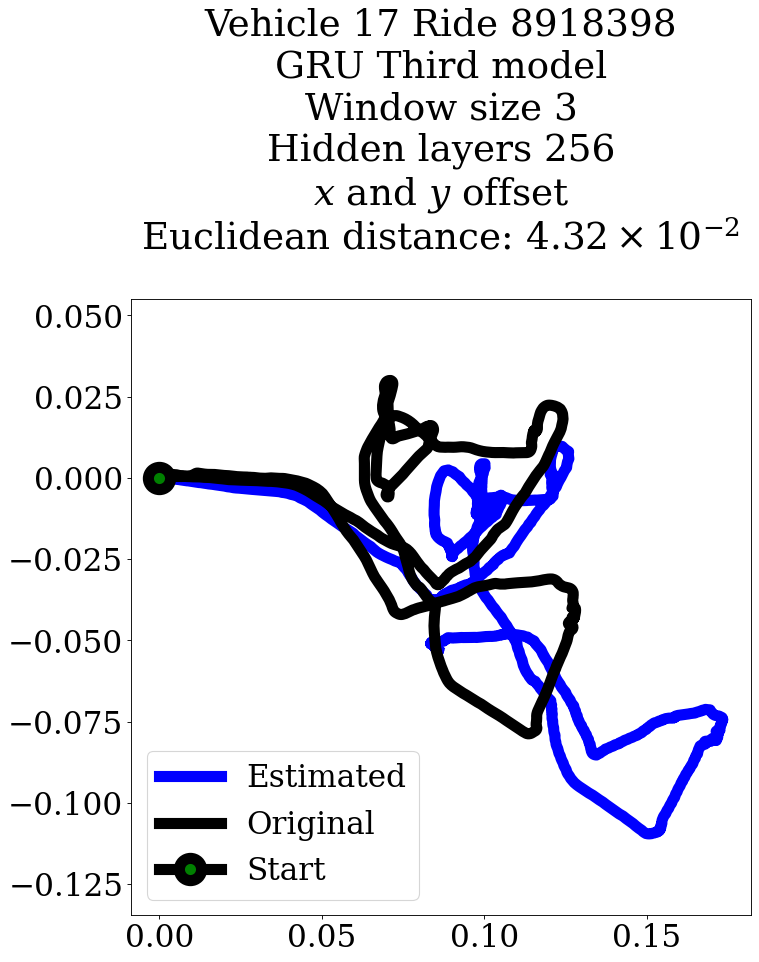 Vehicle 17 Ride 8918398
GRU Third model
Window size 3
Hidden layers 256
x and y offset
Euclidean distance: 4.32 × 10⁻²
0.050
0.025
0.000
−0.025
−0.050
−0.075
−0.100
−0.125
Estimated
Original
Start
0.00 0.05 0.10 0.15